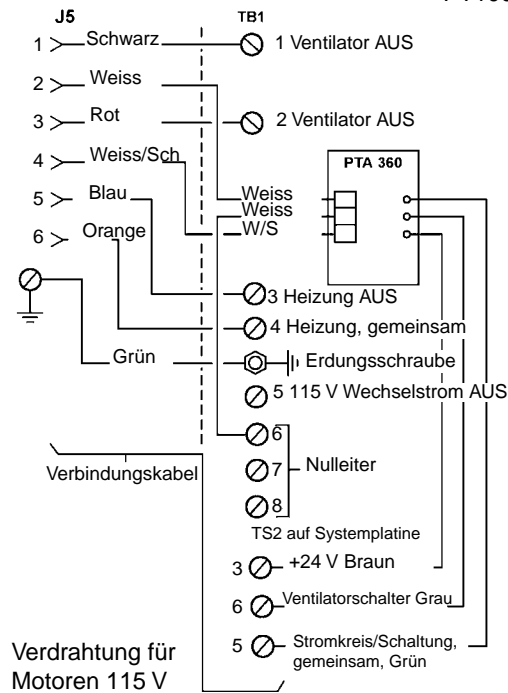 J5 TB1
1 Schwarz 1 Ventilator AUS
2 Weiss
3 Rot 2 Ventilator AUS
4 Weiss/Sch
PTA 360
5 Blau Weiss
Weiss
6 Orange W/S
3 Heizung AUS
4 Heizung, gemeinsam
Grün Erdungsschraube
5 115 V Wechselstrom AUS
6
Verbindungskabel 7 Nulleiter
8
TS2 auf Systemplatine
3 +24 V Braun
6 Ventilatorschalter Grau
5 Stromkreis/Schaltung,
gemeinsam, Grün
Verdrahtung für
Motoren 115 V